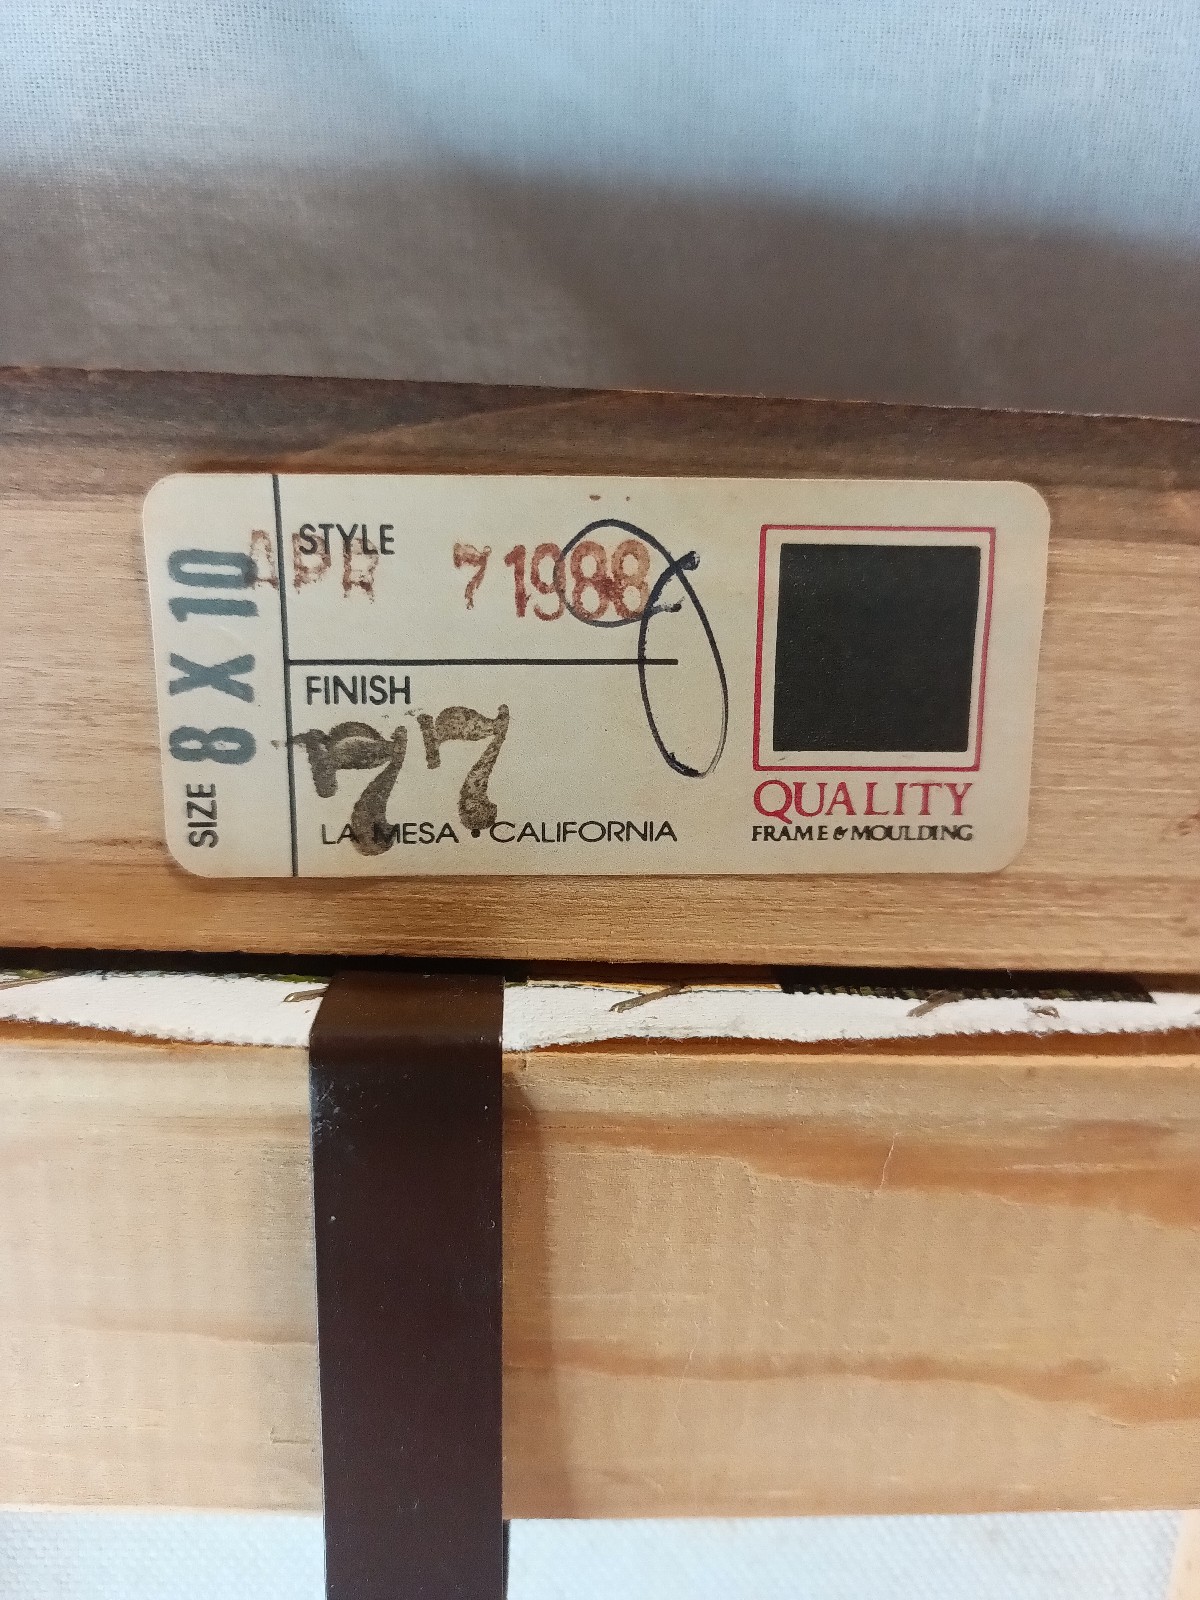 SIZE 8 X 10
STYLE
APR 7 1988
FINISH
77
LA MESA • CALIFORNIA
QUALITY
FRAME & MOULDING